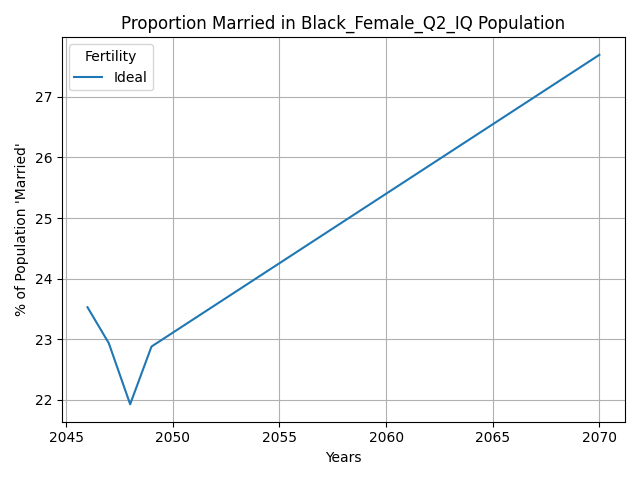 Proportion Married in Black_Female_Q2_IQ Population
Fertility
Ideal
% of Population 'Married'
27
26
25
24
23
22
2045
2050
2055
2060
2065
2070
Years